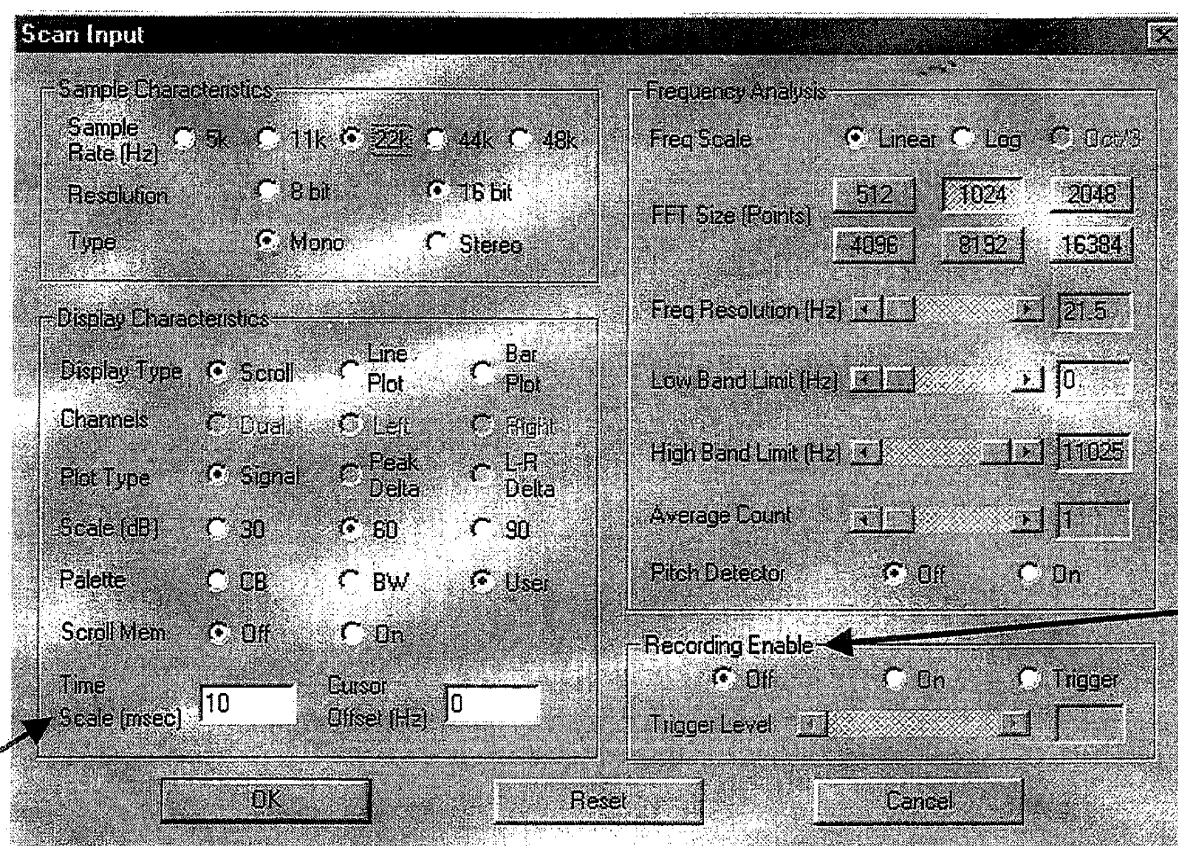 Scan Input
Sample Characteristics
Sample Rate (Hz) 5k 11k 22k 44k 48k
Resolution 8 bit 16 bit
Type Mono Stereo
Display Characteristics
Display Type Scroll Line Plot Bar Plot
Channels Dual Left Right
Plot Type Signal Peak Delta L-R Delta
Scale (dB) 30 60 90
Palette CB BW User
Scroll Mem Off On
Time Scale (msec) 10 Cursor Offset (Hz) 0
Frequency Analysis
Freq Scale Linear Log Oct/3
FFT Size (Points) 512 1024 2048
4096 8192 16384
Freq Resolution (Hz) 21.5
Low Band Limit (Hz) 0.
High Band Limit (Hz) 11025
Average Count 1
Pitch Detector Off On
Recording Enable
Off On Trigger
Trigger Level
OK Reset Cancel